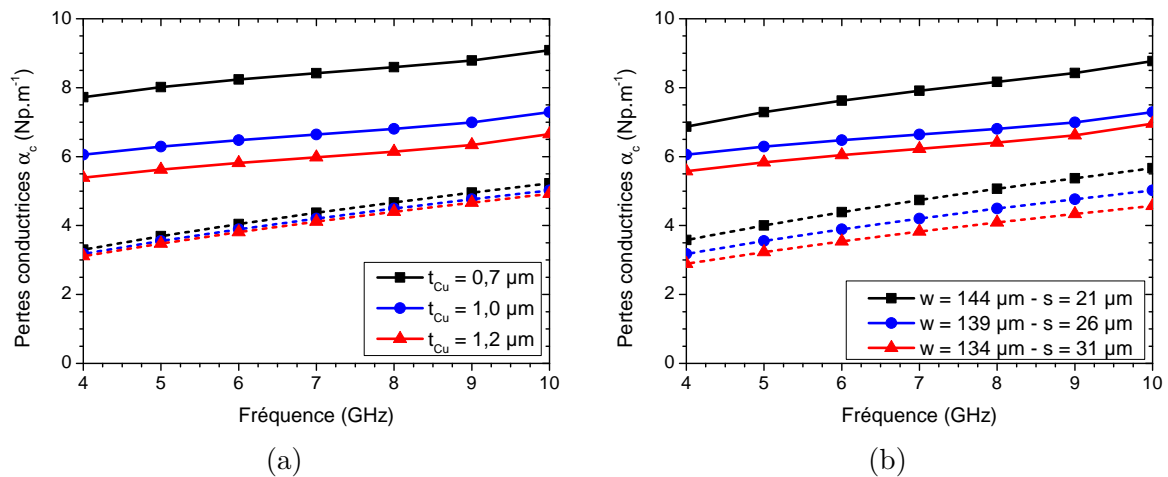 10
8
6
4
2
0
Pertes conductrices α_c (Np.m⁻¹)
t_Cu = 0,7 µm
t_Cu = 1,0 µm
t_Cu = 1,2 µm
4 5 6 7 8 9 10
Fréquence (GHz)
(a)
10
8
6
4
2
0
Pertes conductrices α_c (Np.m⁻¹)
w = 144 µm - s = 21 µm
w = 139 µm - s = 26 µm
w = 134 µm - s = 31 µm
4 5 6 7 8 9 10
Fréquence (GHz)
(b)